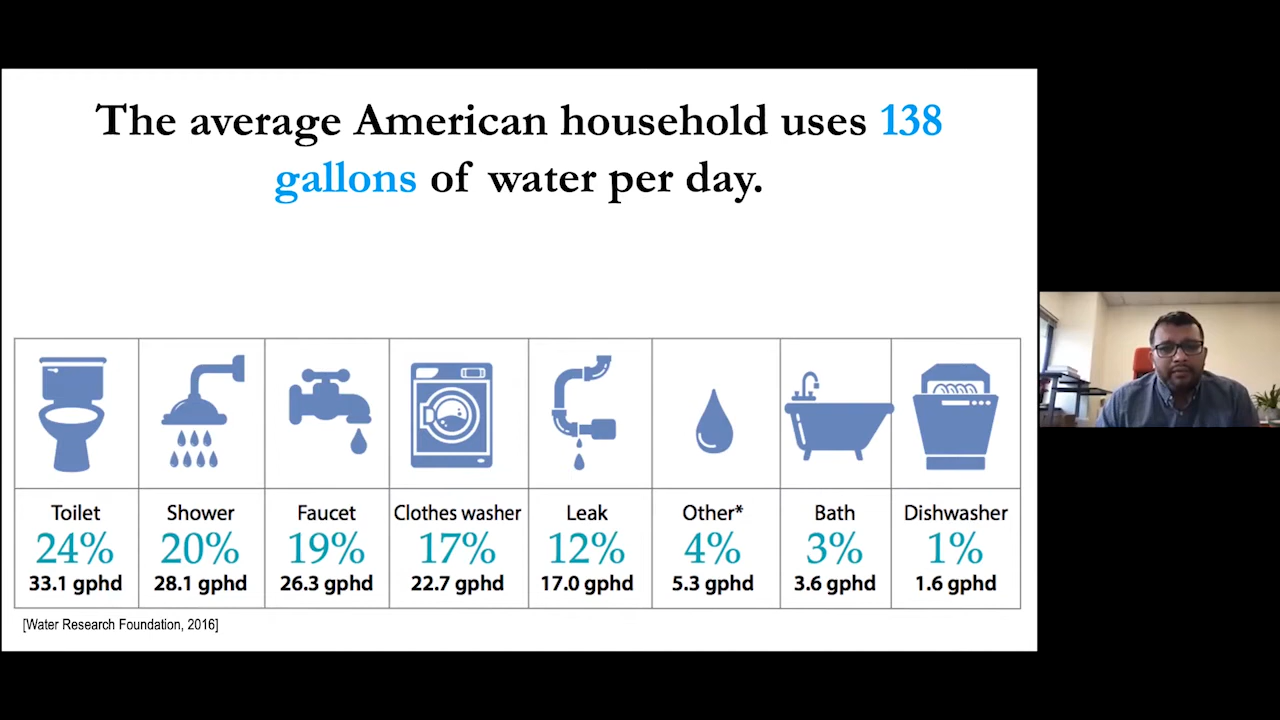 The average American household uses 138
gallons of water per day.
Toilet
24%
33.1 gphd
Shower
20%
28.1 gphd
Faucet
19%
26.3 gphd
Clothes washer
17%
22.7 gphd
Leak
12%
17.0 gphd
Other*
4%
5.3 gphd
Bath
3%
3.6 gphd
Dishwasher
1%
1.6 gphd
[Water Research Foundation, 2016]